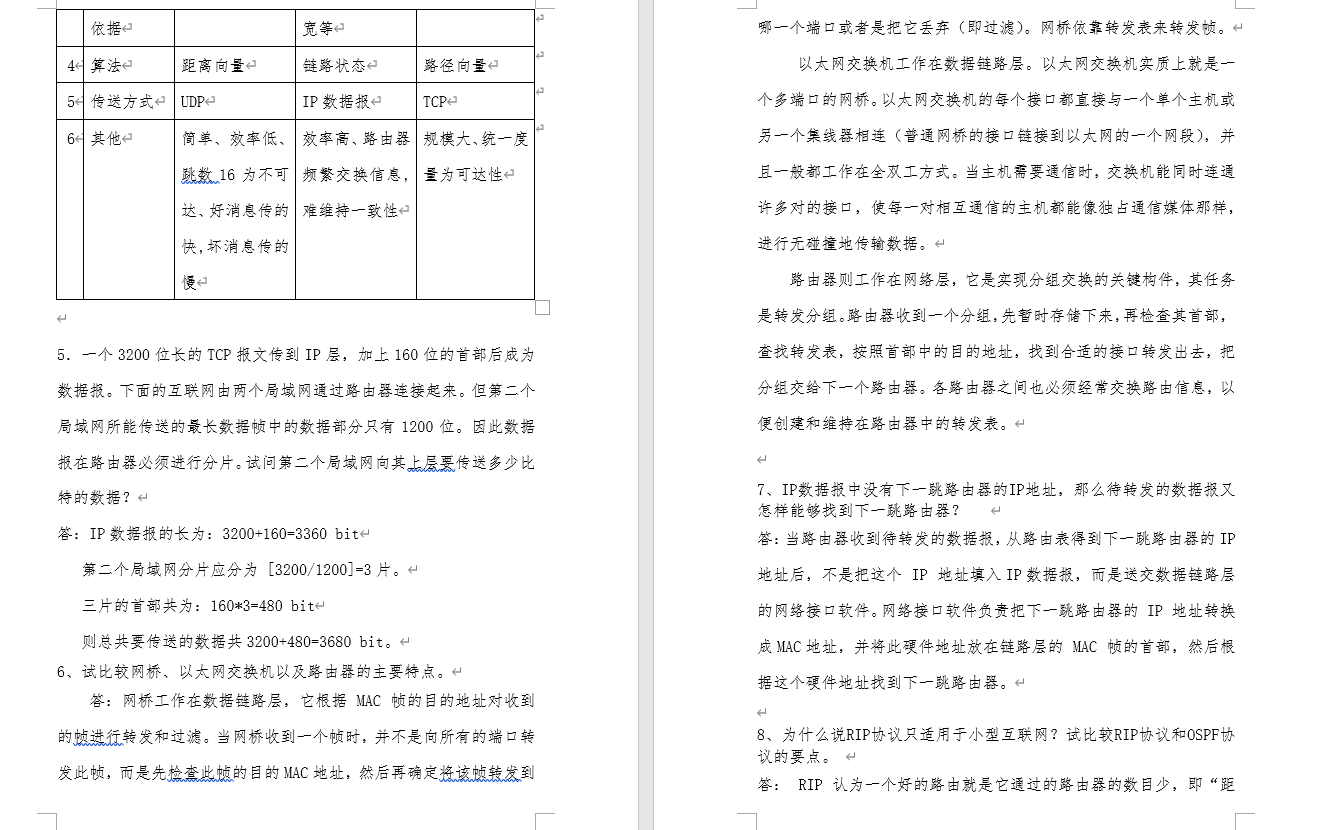 依据 宽等
4 算法 距离向量 链路状态 路径向量
5 传送方式 UDP IP 数据报 TCP
6 其他 简单、效率低、 效率高、路由器 规模大、统一度
跳数 16 为不可 频繁交换信息， 量为可达性
达、好消息传的 难维持一致性
快,坏消息传的
慢
5. 一个 3200 位长的 TCP 报文传到 IP 层，加上 160 位的首部后成为
数据报。下面的互联网由两个局域网通过路由器连接起来。但第二个
局域网所能传送的最长数据帧中的数据部分只有 1200 位。因此数据
报在路由器必须进行分片。试问第二个局域网向其上层要传送多少比
特的数据？
答：IP 数据报的长为：3200+160=3360 bit
第二个局域网分片应分为 [3200/1200]=3 片。
三片的首部共为：160*3=480 bit
则总共要传送的数据共 3200+480=3680 bit。
6、试比较网桥、以太网交换机以及路由器的主要特点。
答：网桥工作在数据链路层，它根据 MAC 帧的目的地址对收到
的帧进行转发和过滤。当网桥收到一个帧时，并不是向所有的端口转
发此帧，而是先检查此帧的目的 MAC 地址，然后再确定将该帧转发到
哪一个端口或者是把它丢弃（即过滤）。网桥依靠转发表来转发帧。
以太网交换机工作在数据链路层。以太网交换机实质上就是一
个多端口的网桥。以太网交换机的每个接口都直接与一个单个主机或
另一个集线器相连（普通网桥的接口链接到以太网的一个网段），并
且一般都工作在全双工方式。当主机需要通信时，交换机能同时连通
许多对的接口，使每一对相互通信的主机都能像独占通信媒体那样，
进行无碰撞地传输数据。
路由器则工作在网络层，它是实现分组交换的关键构件，其任务
是转发分组。路由器收到一个分组，先暂时存储下来，再检查其首部，
查找转发表，按照首部中的目的地址，找到合适的接口转发出去，把
分组交给下一个路由器。各路由器之间也必须经常交换路由信息，以
便创建和维持在路由器中的转发表。
7、IP数据报中没有下一跳路由器的IP地址，那么待转发的数据报又
怎样能够找到下一跳路由器？
答：当路由器收到待转发的数据报，从路由表得到下一跳路由器的 IP
地址后，不是把这个 IP 地址填入 IP 数据报，而是送交数据链路层
的网络接口软件。网络接口软件负责把下一跳路由器的 IP 地址转换
成 MAC 地址，并将此硬件地址放在链路层的 MAC 帧的首部，然后根
据这个硬件地址找到下一跳路由器。
8、为什么说RIP协议只适用于小型互联网？试比较RIP协议和OSPF协
议的要点。
答： RIP 认为一个好的路由就是它通过的路由器的数目少，即“距